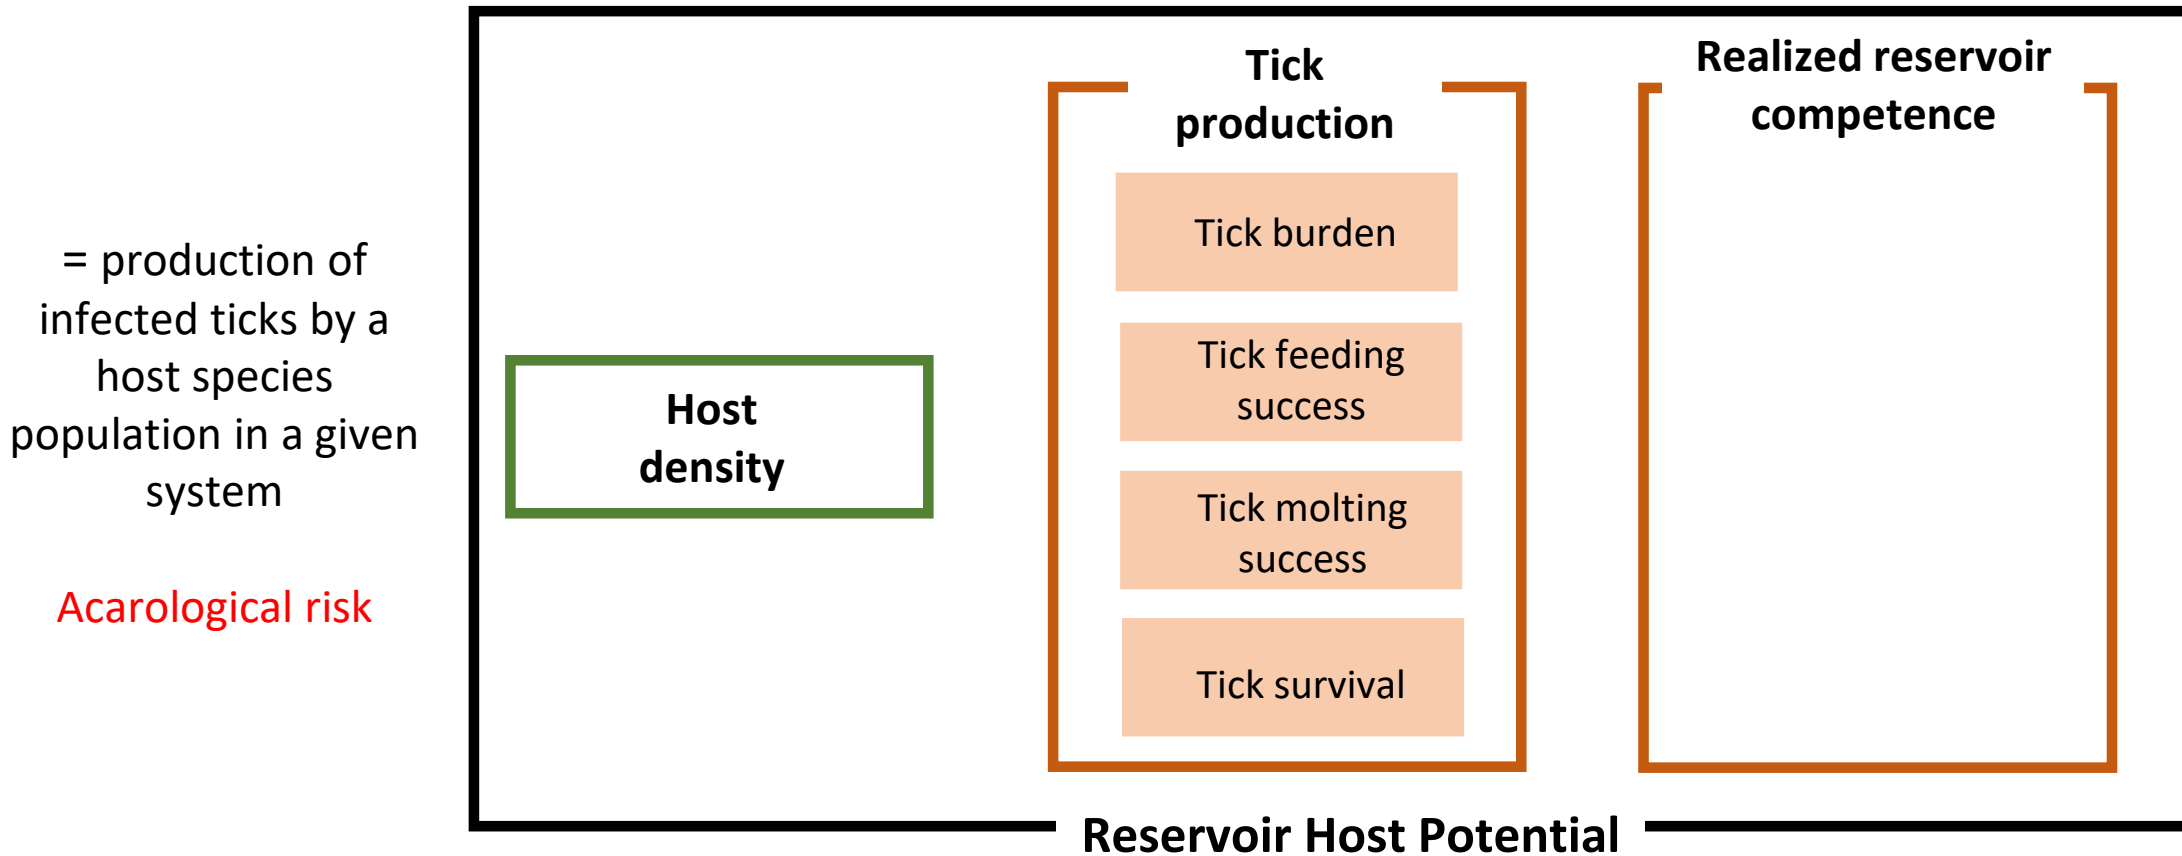 = production of
infected ticks by a
host species
population in a given
system
Acarological risk
Host
density
Tick
production
Tick burden
Tick feeding
success
Tick molting
success
Tick survival
Realized reservoir
competence
Reservoir Host Potential